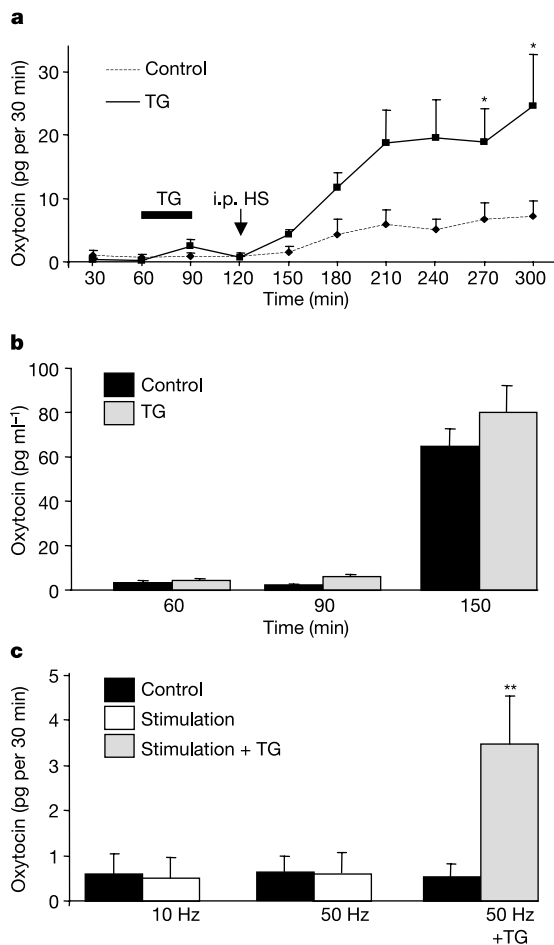 a
Oxytocin (pg per 30 min)
30
20
10
0
Control
TG
TG
i.p. HS
*
*
30 60 90 120 150 180 210 240 270 300
Time (min)
b
Oxytocin (pg ml⁻¹)
100
80
60
40
20
0
Control
TG
60 90 150
Time (min)
c
Oxytocin (pg per 30 min)
5
4
3
2
1
0
Control
Stimulation
Stimulation + TG
**
10 Hz 50 Hz 50 Hz
+TG